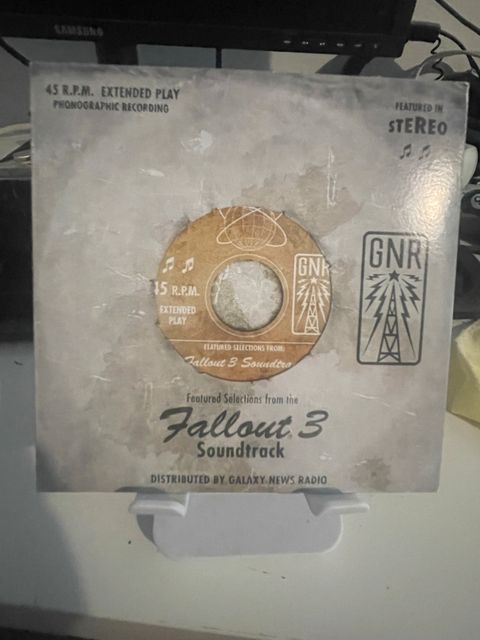 SAMSUNG
45 R.P.M. EXTENDED PLAY
PHONOGRAPHIC RECORDING
FEATURED IN
STEREO
GNR
GNR
45 R.P.M.
EXTENDED
PLAY
FEATURED SELECTIONS FROM:
Fallout 3 Soundtra
Featured Selections from the
Fallout 3
Soundtrack
DISTRIBUTED BY GALAXY NEWS RADIO